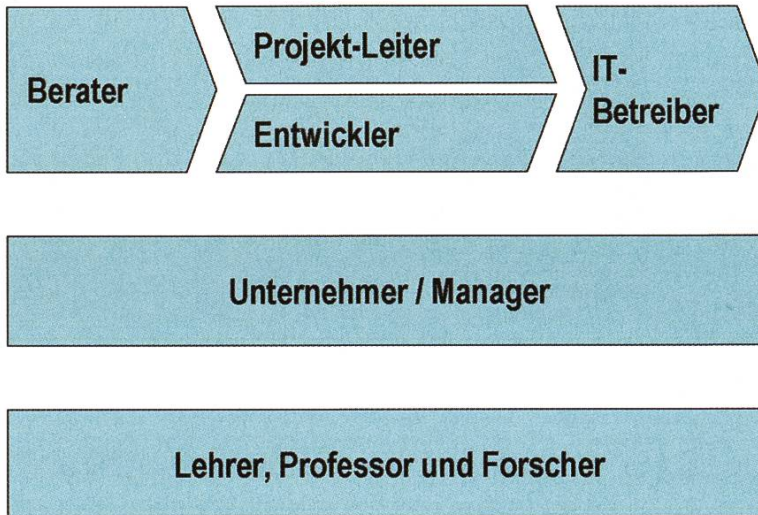 Berater
Projekt-Leiter
Entwickler
IT-
Betreiber
Unternehmer / Manager
Lehrer, Professor und Forscher